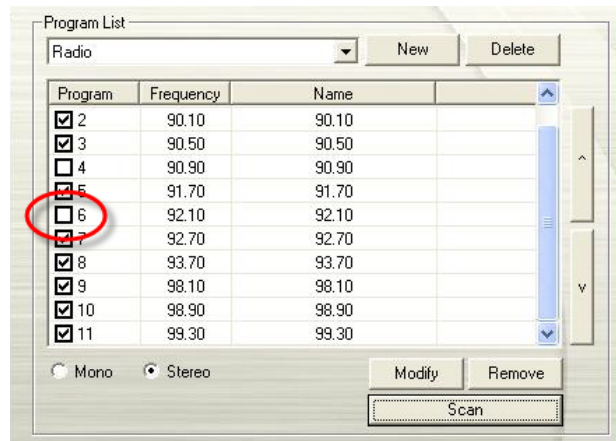 Program List
Radio New Delete
Program Frequency Name
2 90.10 90.10
3 90.50 90.50
4 90.90 90.90
5 91.70 91.70
6 92.10 92.10
7 92.70 92.70
8 93.70 93.70
9 98.10 98.10
10 98.90 98.90
11 99.30 99.30
Mono Stereo Modify Remove
Scan